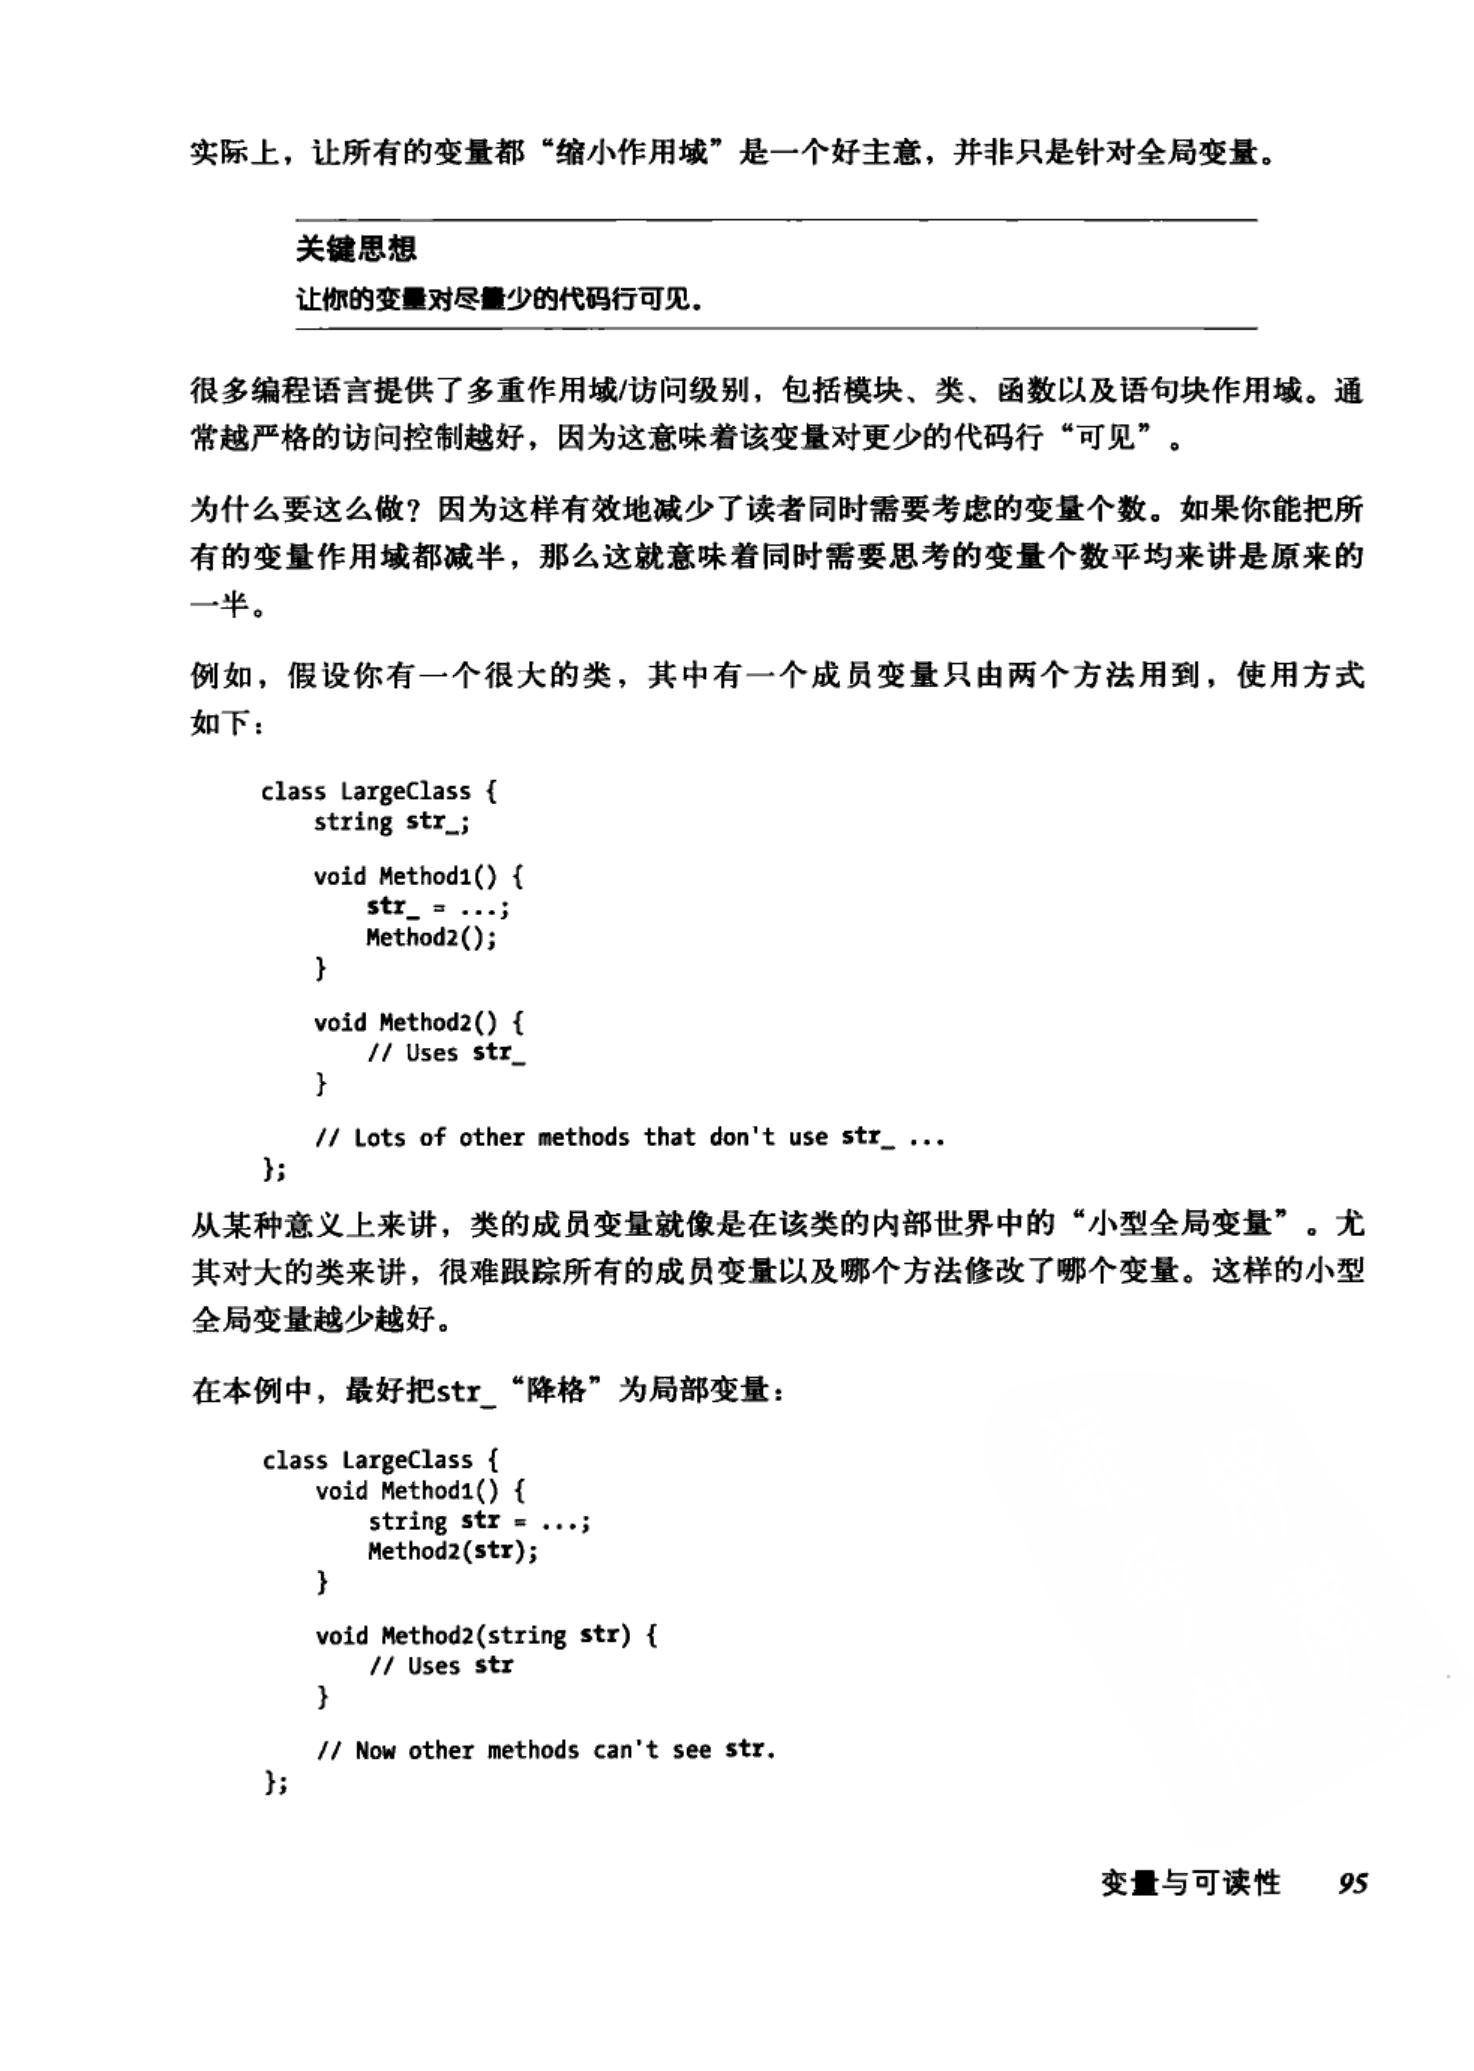 实际上，让所有的变量都“缩小作用域”是一个好主意，并非只是针对全局变量。
关键思想
让你的变量对尽量少的代码行可见。
很多编程语言提供了多重作用域/访问级别，包括模块、类、函数以及语句块作用域。通
常越严格的访问控制越好，因为这意味着该变量对更少的代码行“可见”。
为什么要这么做？因为这样有效地减少了读者同时需要考虑的变量个数。如果你能把所
有的变量作用域都减半，那么这就意味着同时需要思考的变量个数平均来讲是原来的
一半。
例如，假设你有一个很大的类，其中有一个成员变量只由两个方法用到，使用方式
如下：
class LargeClass {
    string str_;
    void Method1() {
        str_ = ...;
        Method2();
    }
    void Method2() {
        // Uses str_
    }
    // Lots of other methods that don't use str_ ...
};
从某种意义上来讲，类的成员变量就像是在该类的内部世界中的“小型全局变量”。尤
其对大的类来讲，很难跟踪所有的成员变量以及哪个方法修改了哪个变量。这样的小型
全局变量越少越好。
在本例中，最好把str_“降格”为局部变量：
class LargeClass {
    void Method1() {
        string str = ...;
        Method2(str);
    }
    void Method2(string str) {
        // Uses str
    }
    // Now other methods can't see str.
};
变量与可读性 95